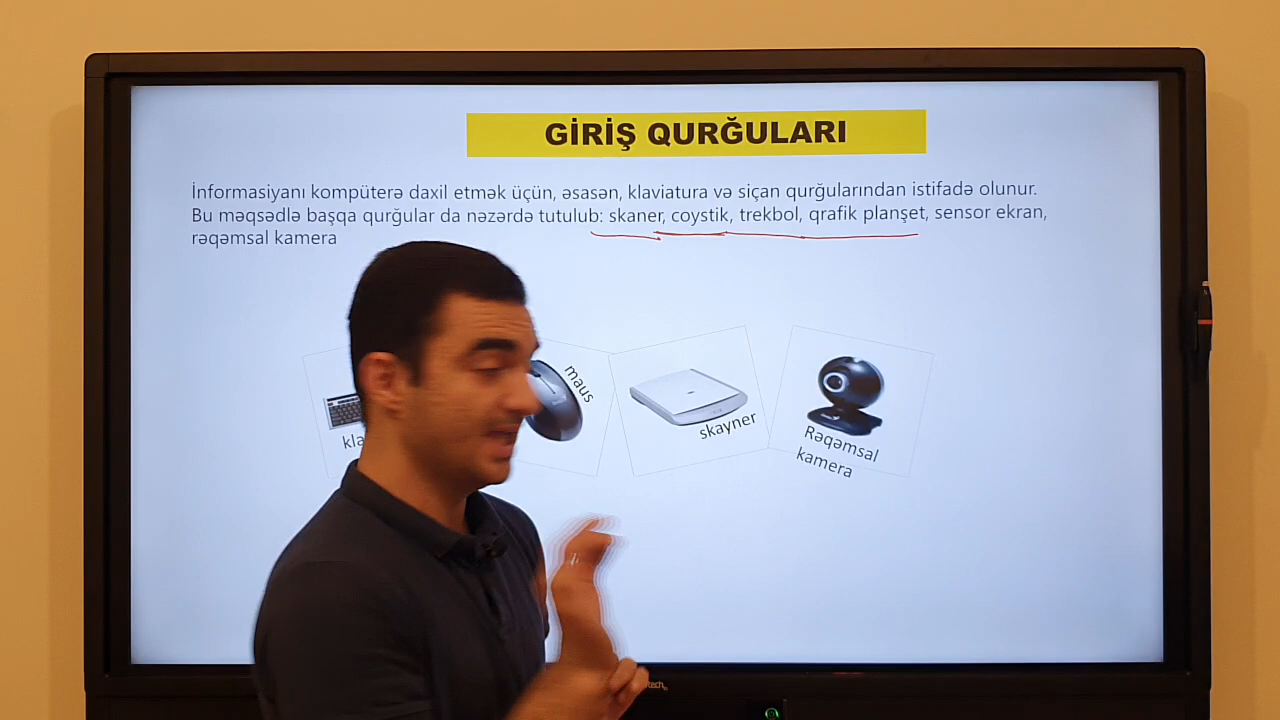 GİRİŞ QURĞULARI
İnformasiyanı kompüterə daxil etmək üçün, əsasən, klaviatura və siçan qurğularından istifadə olunur.
Bu məqsədlə başqa qurğular da nəzərdə tutulub: skaner, coystik, trekbol, qrafik planşet, sensor ekran,
rəqəmsal kamera
maus
skayner
Rəqəmsal
kamera